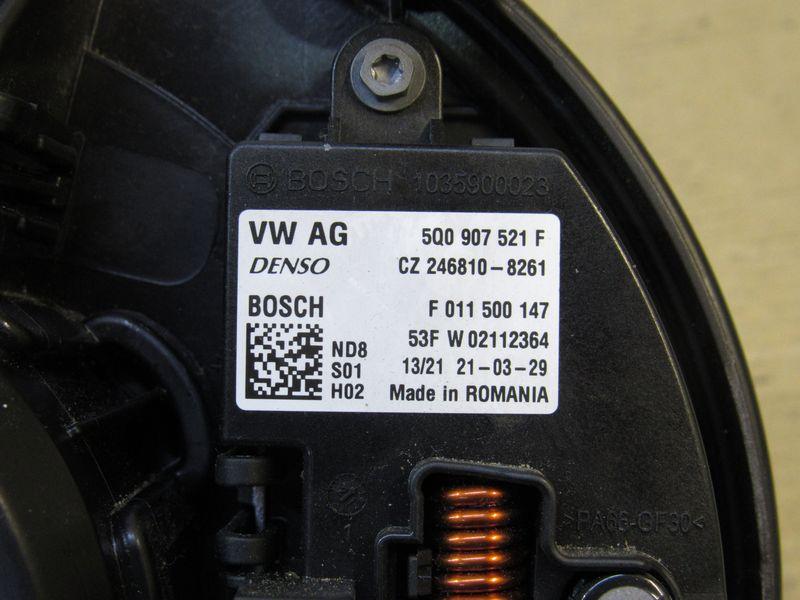 BOSCH 1035900023
VW AG 5Q0 907 521 F
DENSO CZ 246810-8261
BOSCH F 011 500 147
53F W 02112364
ND8
S01 13/21 21-03-29
H02 Made in ROMANIA
1
>PA66-GF30<